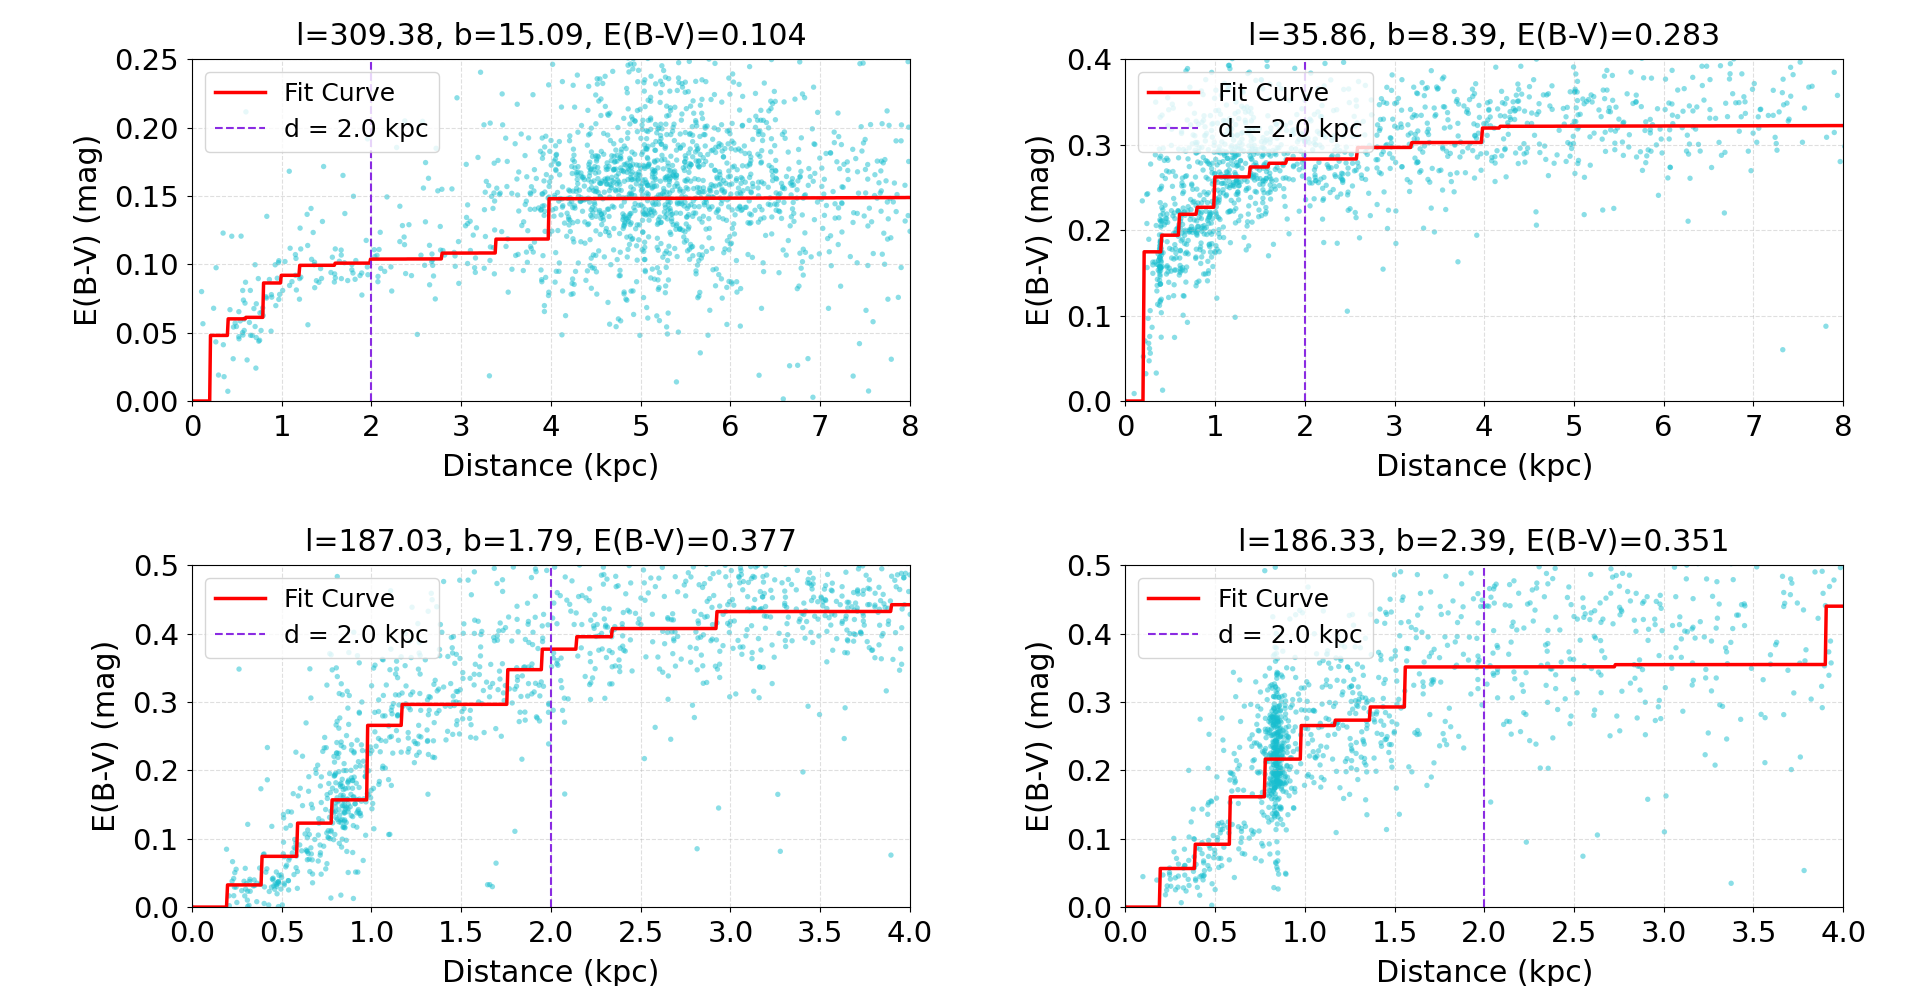 l=309.38, b=15.09, E(B-V)=0.104
E(B-V) (mag)
0.25
0.20
0.15
0.10
0.05
0.00
Fit Curve
d = 2.0 kpc
0 1 2 3 4 5 6 7 8
Distance (kpc)
l=35.86, b=8.39, E(B-V)=0.283
E(B-V) (mag)
0.4
0.3
0.2
0.1
0.0
Fit Curve
d = 2.0 kpc
0 1 2 3 4 5 6 7 8
Distance (kpc)
l=187.03, b=1.79, E(B-V)=0.377
E(B-V) (mag)
0.5
0.4
0.3
0.2
0.1
0.0
Fit Curve
d = 2.0 kpc
0.0 0.5 1.0 1.5 2.0 2.5 3.0 3.5 4.0
Distance (kpc)
l=186.33, b=2.39, E(B-V)=0.351
E(B-V) (mag)
0.5
0.4
0.3
0.2
0.1
0.0
Fit Curve
d = 2.0 kpc
0.0 0.5 1.0 1.5 2.0 2.5 3.0 3.5 4.0
Distance (kpc)